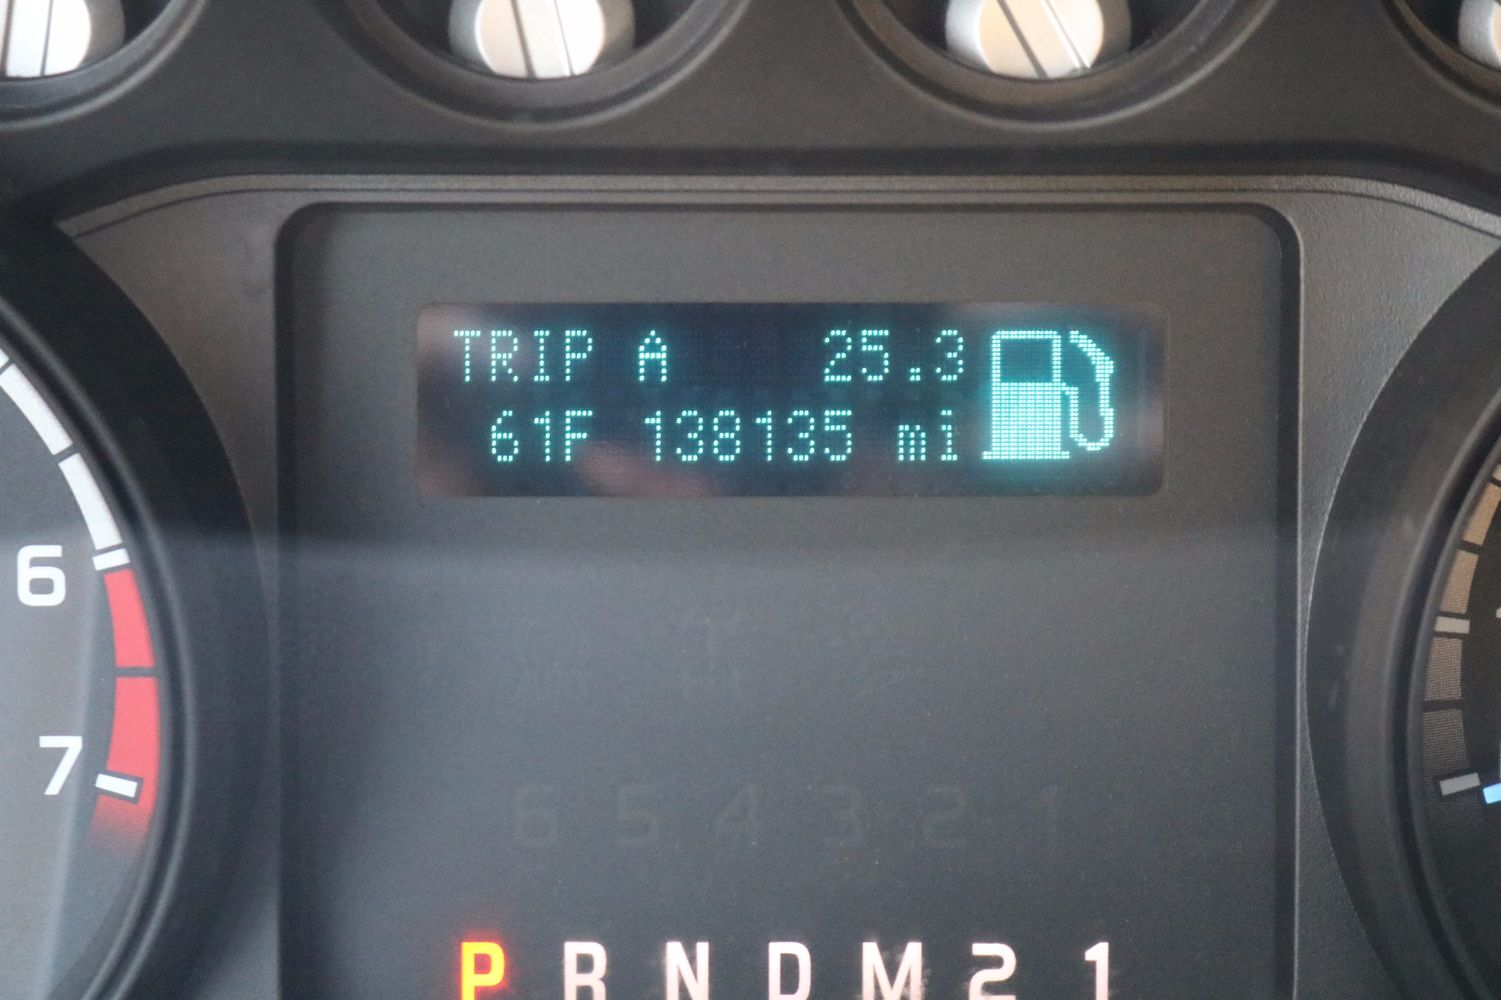 TRIP A 25.3
61F 138135 mi
6
7
6 5 4 3 2 1
P R N D M 2 1